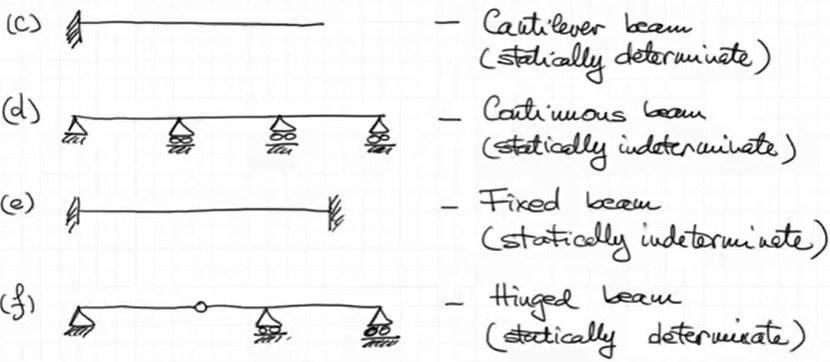 (c) — Cantilever beam
(statically determinate)
(d) — Continuous beam
(statically indeterminate)
(e) — Fixed beam
(statically indeterminate)
(f) — Hinged beam
(statically determinate)